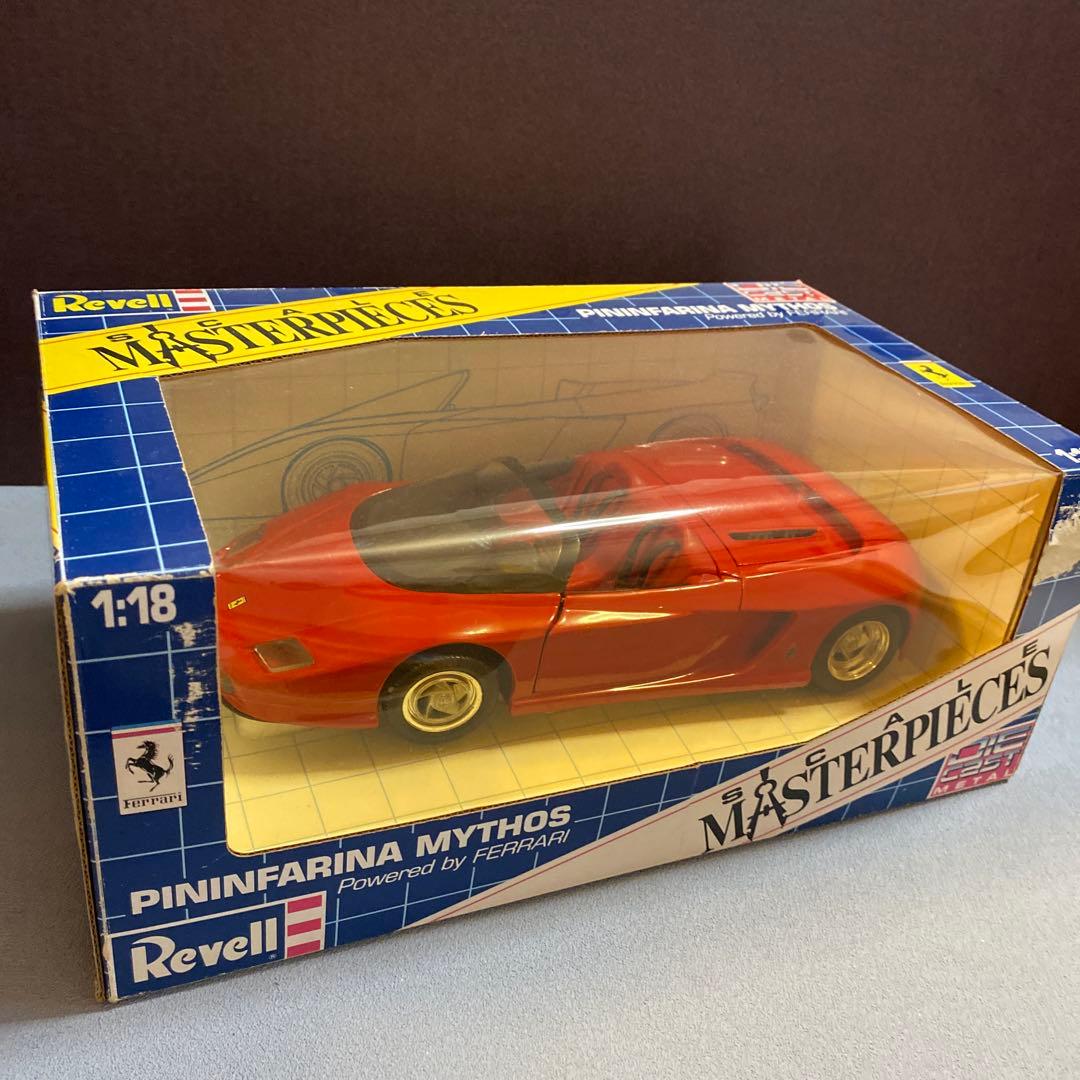 Revell
SCALE
MASTERPIECES
PININFARINA MYTHOS
Powered by FERRARI
DIE
CAST
METAL
1:18
Ferrari
SCALE
MASTERPIECES
PININFARINA MYTHOS
Powered by FERRARI
Revell®